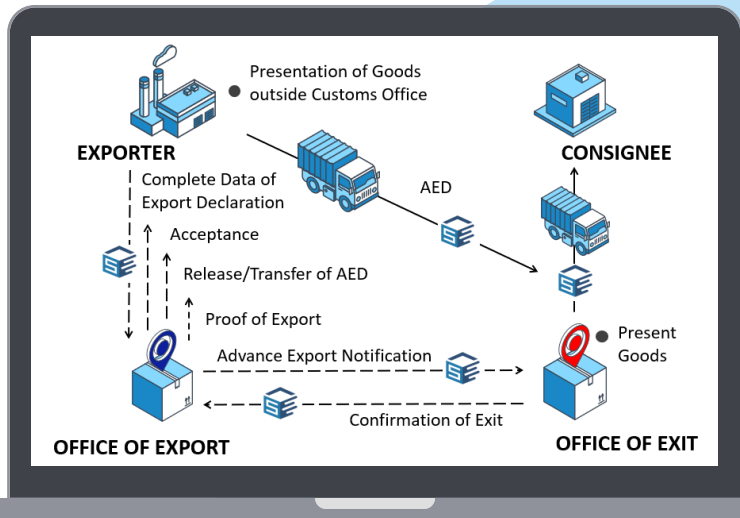 Presentation of Goods
outside Customs Office
EXPORTER
CONSIGNEE
Complete Data of
Export Declaration
AED
Acceptance
Release/Transfer of AED
Proof of Export
Present
Goods
Advance Export Notification
Confirmation of Exit
OFFICE OF EXPORT
OFFICE OF EXIT